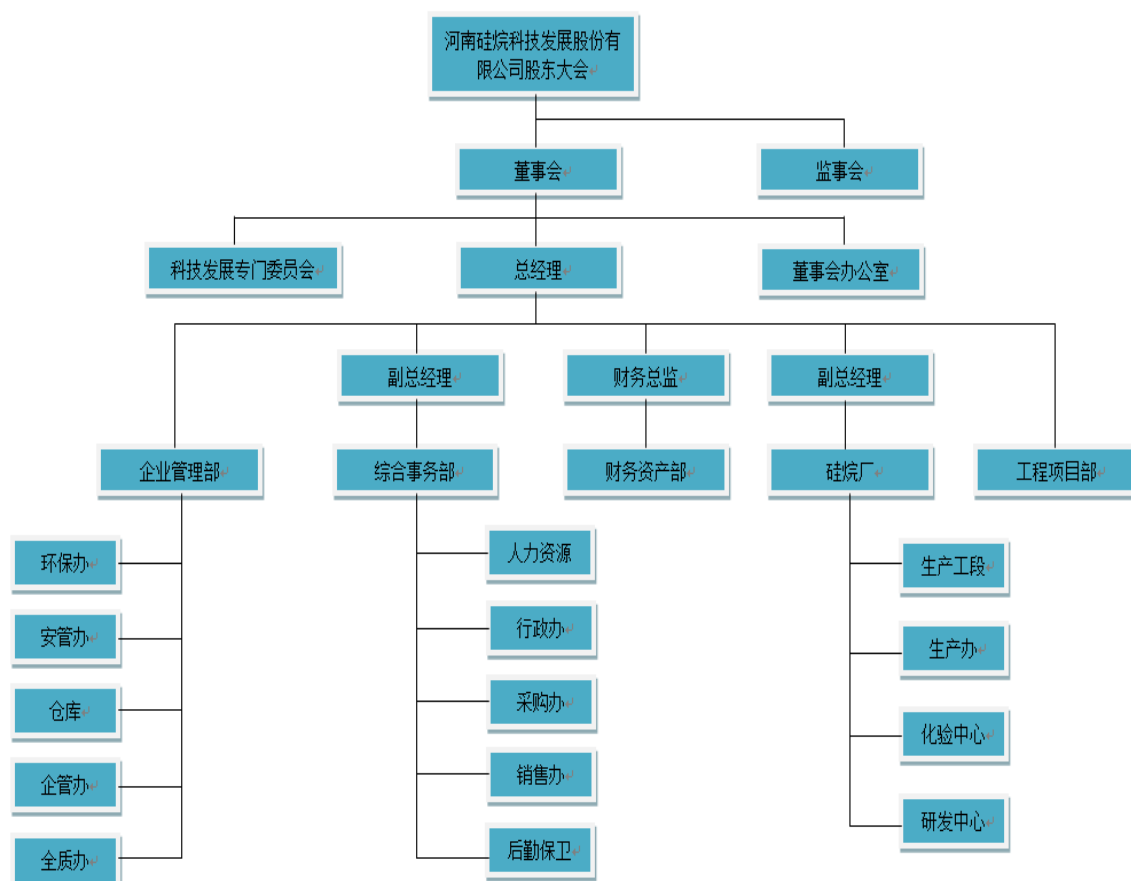 河南硅烷科技发展股份有
限公司股东大会
董事会
监事会
科技发展专门委员会
总经理
董事会办公室
副总经理
财务总监
副总经理
企业管理部
综合事务部
财务资产部
硅烷厂
工程项目部
环保办
安管办
仓库
企管办
全质办
人力资源
行政办
采购办
销售办
后勤保卫
生产工段
生产办
化验中心
研发中心